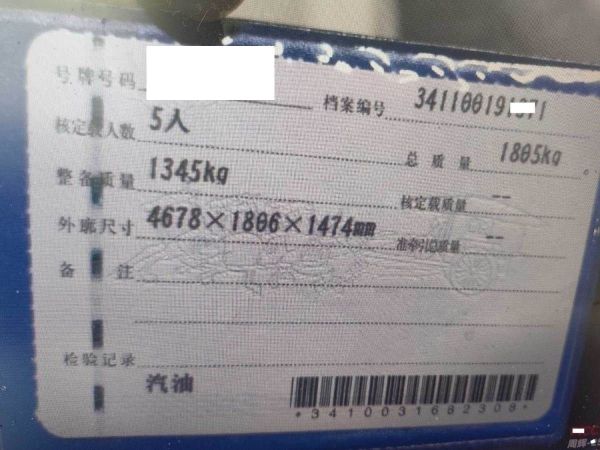 号牌号码
档案编号 34110019
核定载人数 5人
总质量 1805kg。
整备质量 1345kg
核定载质量 --
外廓尺寸 4678×1806×1474mm
准牵引总质量 --
备注
检验记录
汽油
*3410031682308*